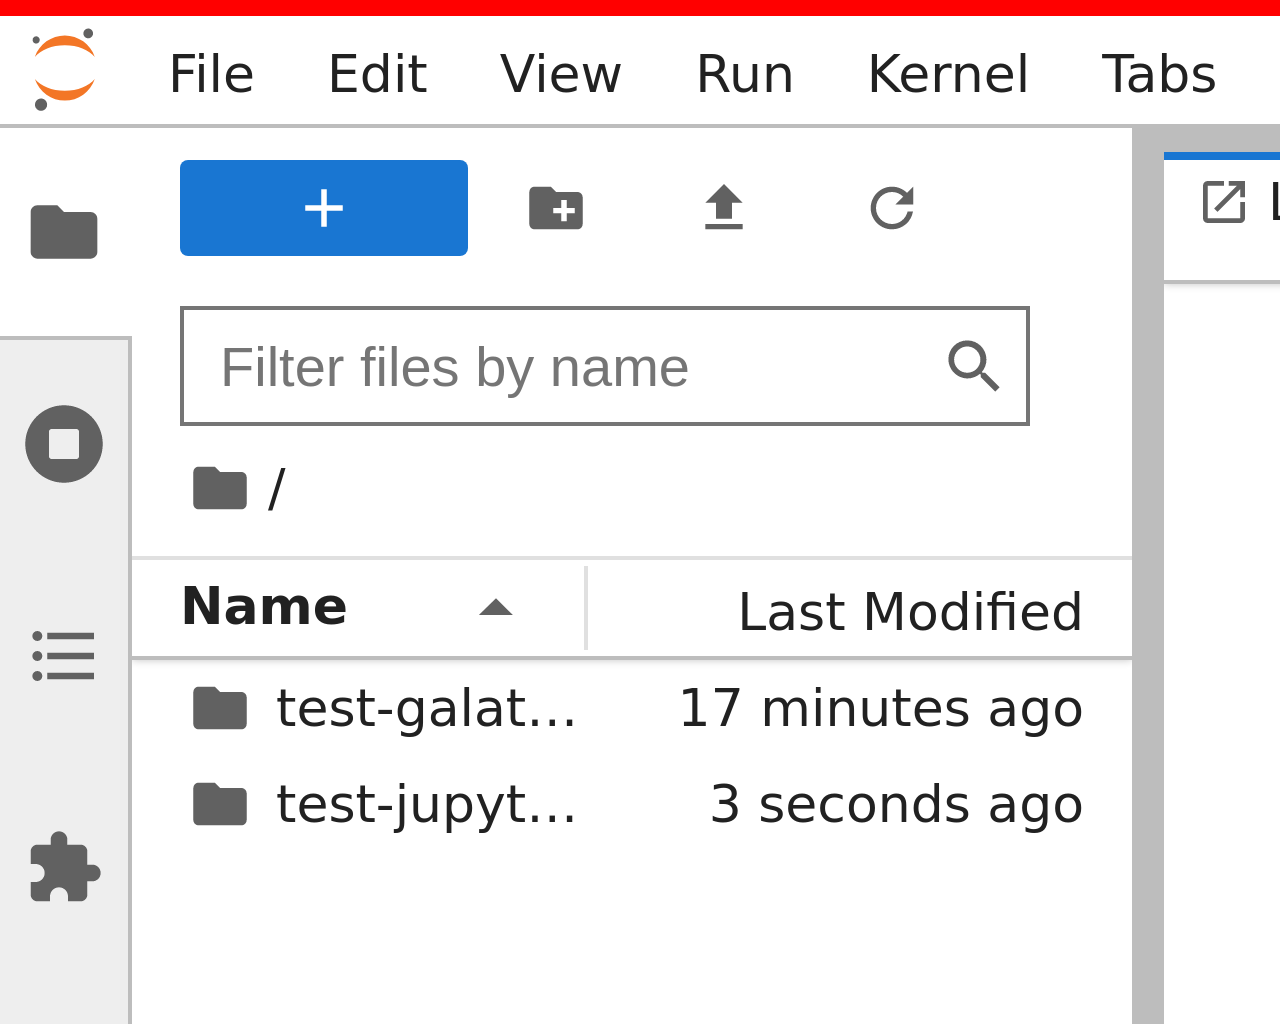 File Edit View Run Kernel Tabs
Filter files by name
/
Name Last Modified
test-galat... 17 minutes ago
test-jupyt... 3 seconds ago